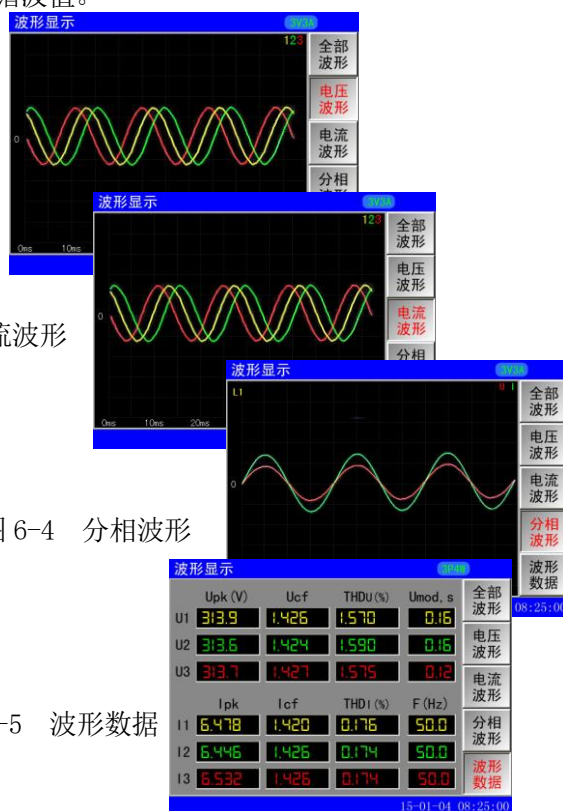 波形显示 3V3A
123
全部
波形
电压
波形
电流
波形
分相
0
0ms 10ms
波形显示 3V3A
123
全部
波形
电压
波形
电流
波形
分相
0
0ms 10ms 20ms
流波形
波形显示 3V3A
L1 U I
全部
波形
电压
波形
电流
波形
分相
波形
波形
数据
0
08:25:00
图 6-4 分相波形
波形显示 3P4W
Upk(V) Ucf THDU(%) Umod,s
U1 313.9 1.426 1.570 0.16
U2 313.6 1.424 1.590 0.16
U3 313.7 1.427 1.575 0.12
Ipk Icf THDI(%) F(Hz)
I1 6.478 1.420 0.176 50.0
I2 6.446 1.426 0.174 50.0
I3 6.532 1.426 0.174 50.0
全部
波形
电压
波形
电流
波形
分相
波形
波形
数据
15-01-04 08:25:00
-5 波形数据